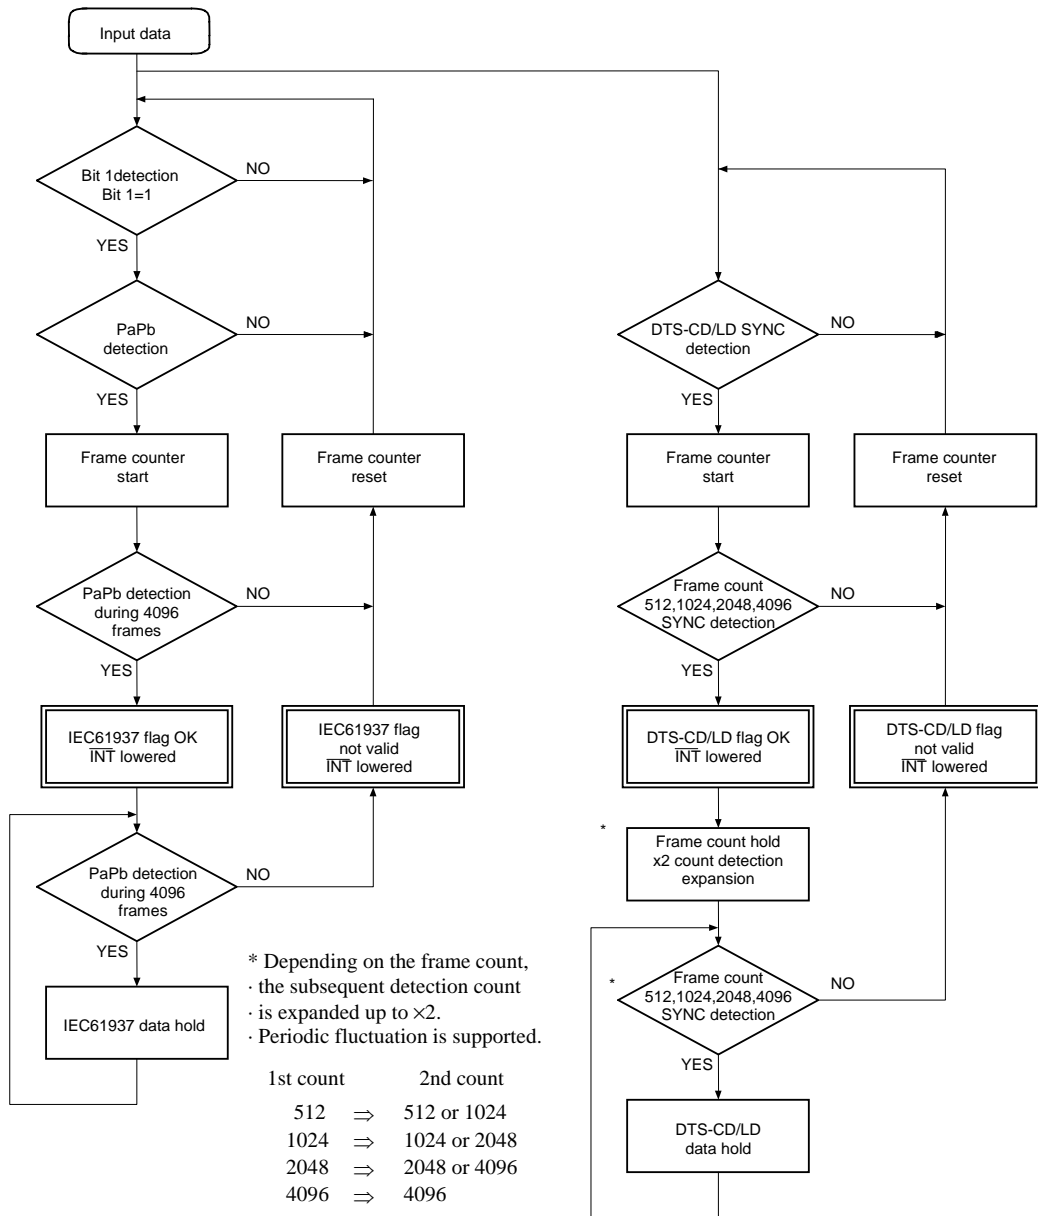 Input data
Bit 1detection
Bit 1=1
NO
YES
PaPb
detection
NO
YES
Frame counter
start
Frame counter
reset
PaPb detection
during 4096
frames
NO
YES
IEC61937 flag OK
INT lowered
IEC61937 flag
not valid
INT lowered
PaPb detection
during 4096
frames
NO
YES
IEC61937 data hold
* Depending on the frame count,
· the subsequent detection count
· is expanded up to ×2.
· Periodic fluctuation is supported.
1st count 2nd count
512 ⇒ 512 or 1024
1024 ⇒ 1024 or 2048
2048 ⇒ 2048 or 4096
4096 ⇒ 4096
DTS-CD/LD SYNC
detection
NO
YES
Frame counter
start
Frame counter
reset
Frame count
512,1024,2048,4096
SYNC detection
NO
YES
DTS-CD/LD flag OK
INT lowered
DTS-CD/LD flag
not valid
INT lowered
*
Frame count hold
x2 count detection
expansion
*
Frame count
512,1024,2048,4096
SYNC detection
NO
YES
DTS-CD/LD
data hold